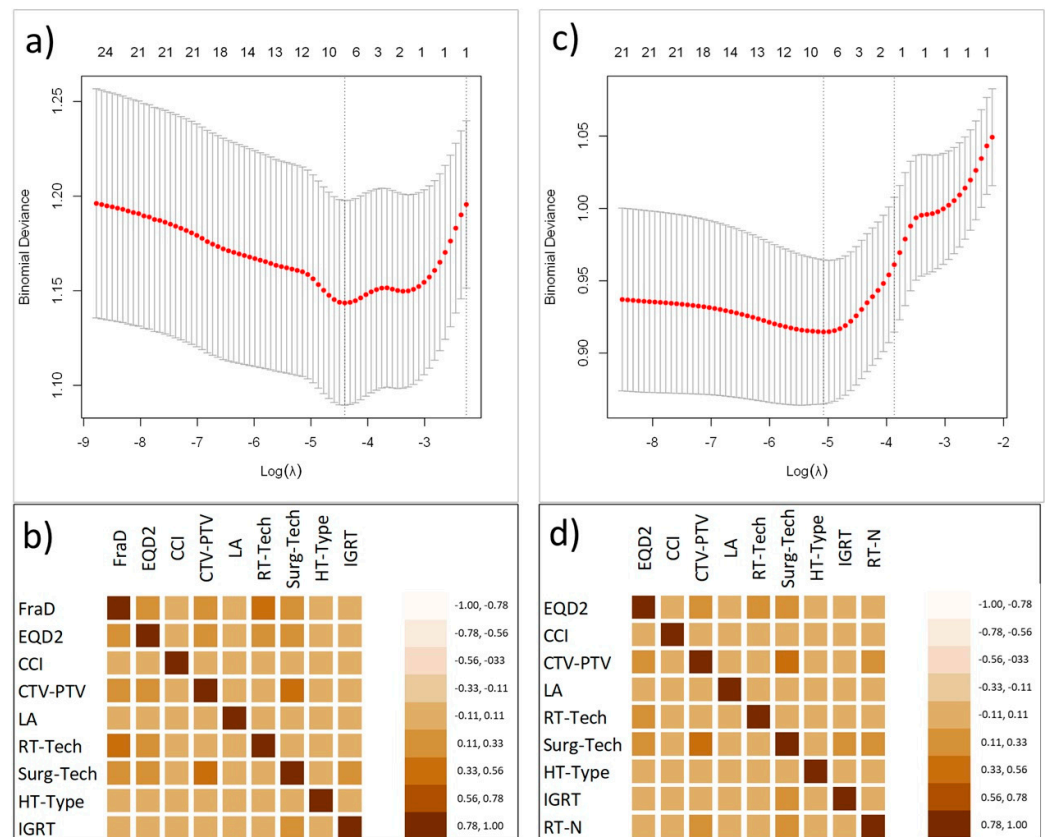 a)
24 21 21 21 18 14 13 12 10 6 3 2 1 1 1
Binomial Deviance
1.25
1.20
1.15
1.10
-9 -8 -7 -6 -5 -4 -3
Log(λ)
c)
21 21 21 18 14 13 12 10 6 3 2 1 1 1 1 1
Binomial Deviance
1.05
1.00
0.95
0.90
-8 -7 -6 -5 -4 -3 -2
Log(λ)
b)
FraD EQD2 CCI CTV-PTV LA RT-Tech Surg-Tech HT-Type IGRT
FraD
EQD2
CCI
CTV-PTV
LA
RT-Tech
Surg-Tech
HT-Type
IGRT
-1.00, -0.78
-0.78, -0.56
-0.56, -033
-0.33, -0.11
-0.11, 0.11
0.11, 0.33
0.33, 0.56
0.56, 0.78
0.78, 1.00
d)
EQD2 CCI CTV-PTV LA RT-Tech Surg-Tech HT-Type IGRT RT-N
EQD2
CCI
CTV-PTV
LA
RT-Tech
Surg-Tech
HT-Type
IGRT
RT-N
-1.00, -0.78
-0.78, -0.56
-0.56, -033
-0.33, -0.11
-0.11, 0.11
0.11, 0.33
0.33, 0.56
0.56, 0.78
0.78, 1.00